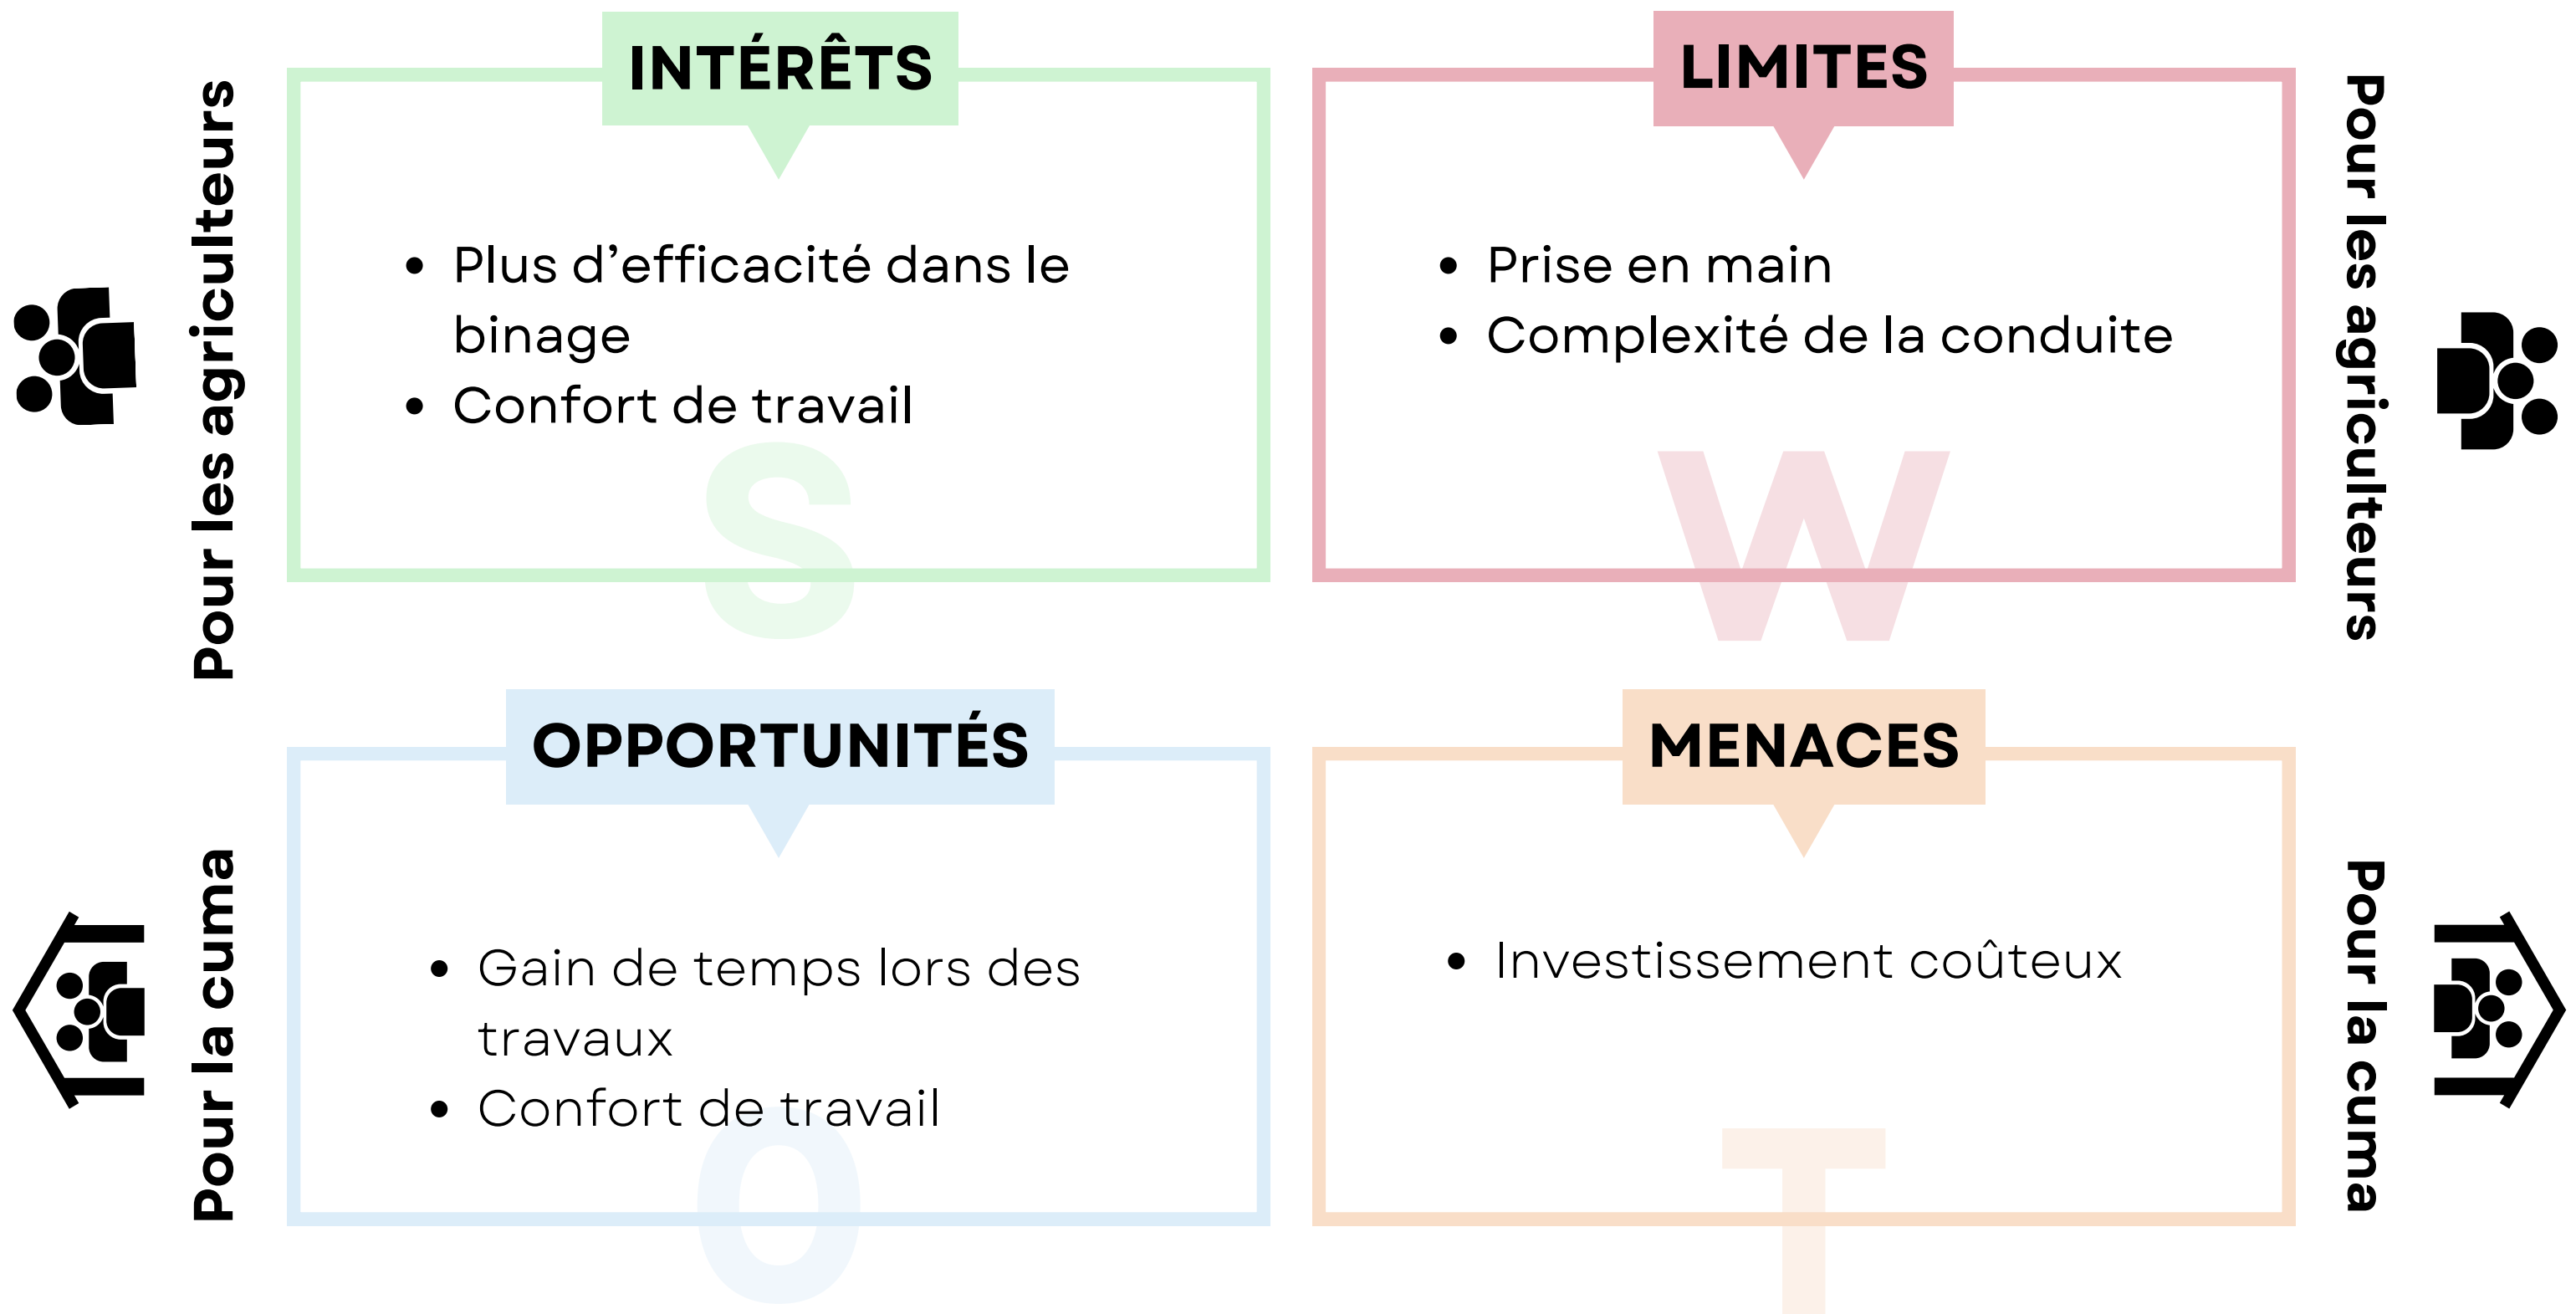 INTÉRÊTS
Pour les agriculteurs
• Plus d’efficacité dans le
binage
• Confort de travail
S
LIMITES
Pour les agriculteurs
• Prise en main
• Complexité de la conduite
W
OPPORTUNITÉS
Pour la cuma
• Gain de temps lors des
travaux
• Confort de travail
O
MENACES
Pour la cuma
• Investissement coûteux
T